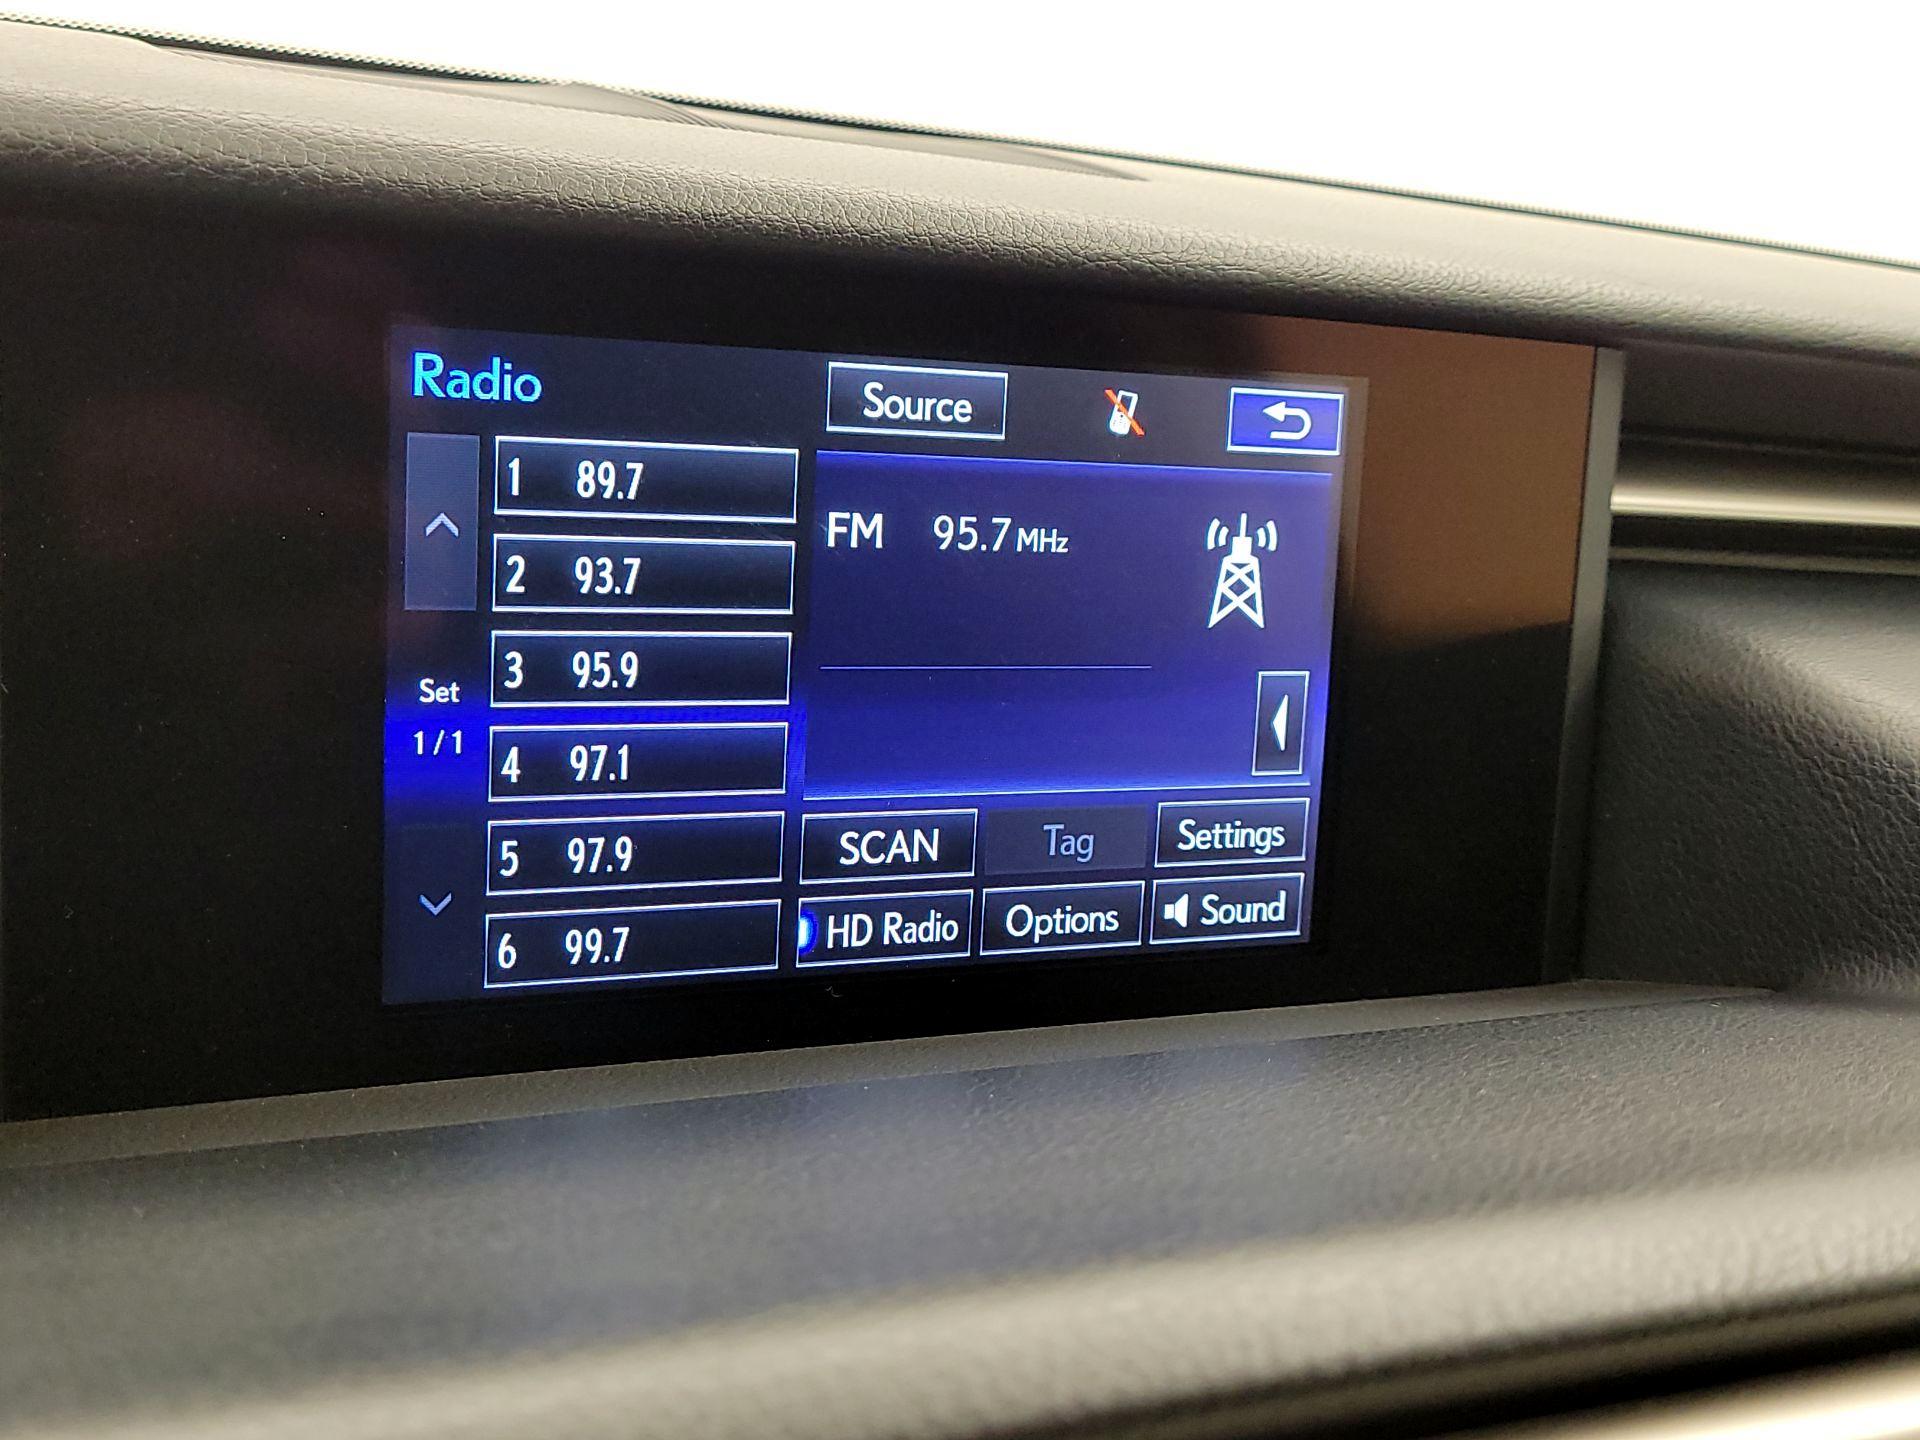 Radio
Source
1 89.7
2 93.7
3 95.9
4 97.1
5 97.9
6 99.7
Set
1/1
FM 95.7 MHz
SCAN
Tag
Settings
HD Radio
Options
Sound